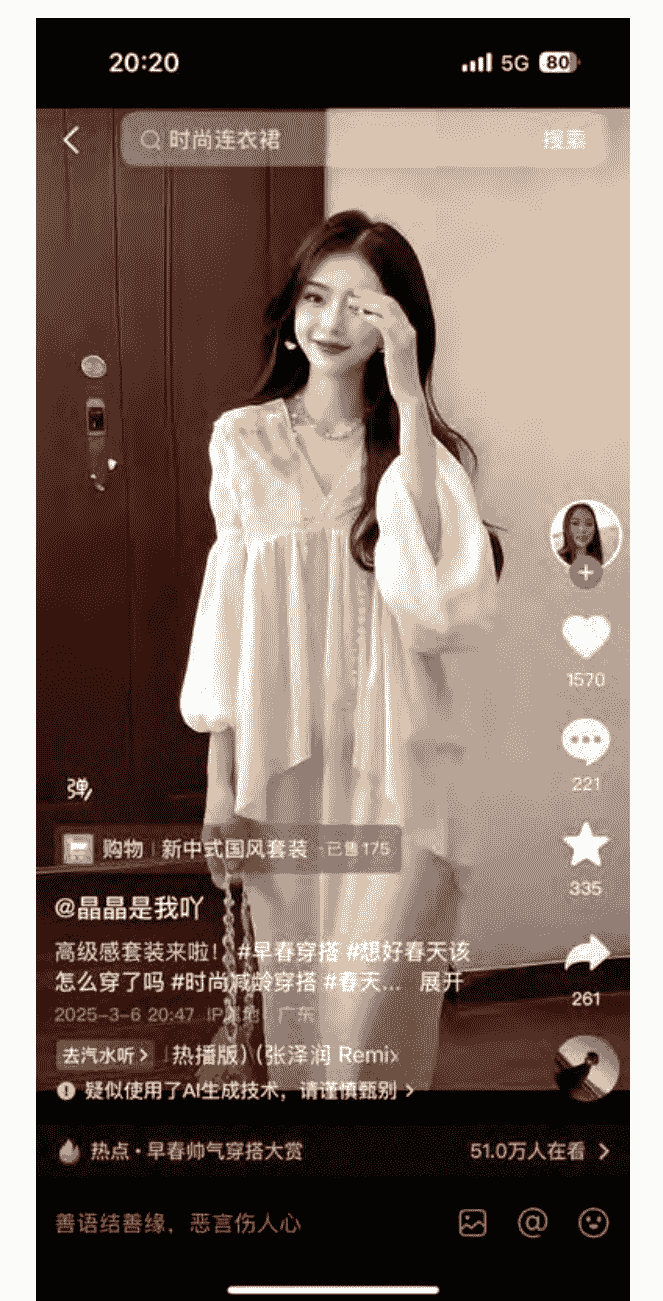 20:20
5G 80
时尚连衣裙 搜索
1570
221
弹
购物 | 新中式国风套装 · 已售175
335
@晶晶是我吖
高级感套装来啦! #早春穿搭 #想好春天该
怎么穿了吗 #时尚减龄穿搭 #春天... 展开
261
2025-3-6 20:47 IP属地: 广东
去汽水听 > 热播版) (张泽润 Remix
疑似使用了AI生成技术，请谨慎甄别 >
热点 · 早春帅气穿搭大赏 51.0万人在看 >
善语结善缘，恶言伤人心 @